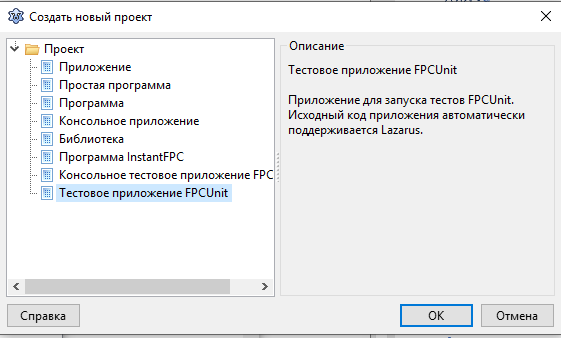 Создать новый проект
Проект
Приложение
Простая программа
Программа
Консольное приложение
Библиотека
Программа InstantFPC
Консольное тестовое приложение FPC
Тестовое приложение FPCUnit
Описание
Тестовое приложение FPCUnit
Приложение для запуска тестов FPCUnit.
Исходный код приложения автоматически
поддерживается Lazarus.
Справка
OK
Отмена